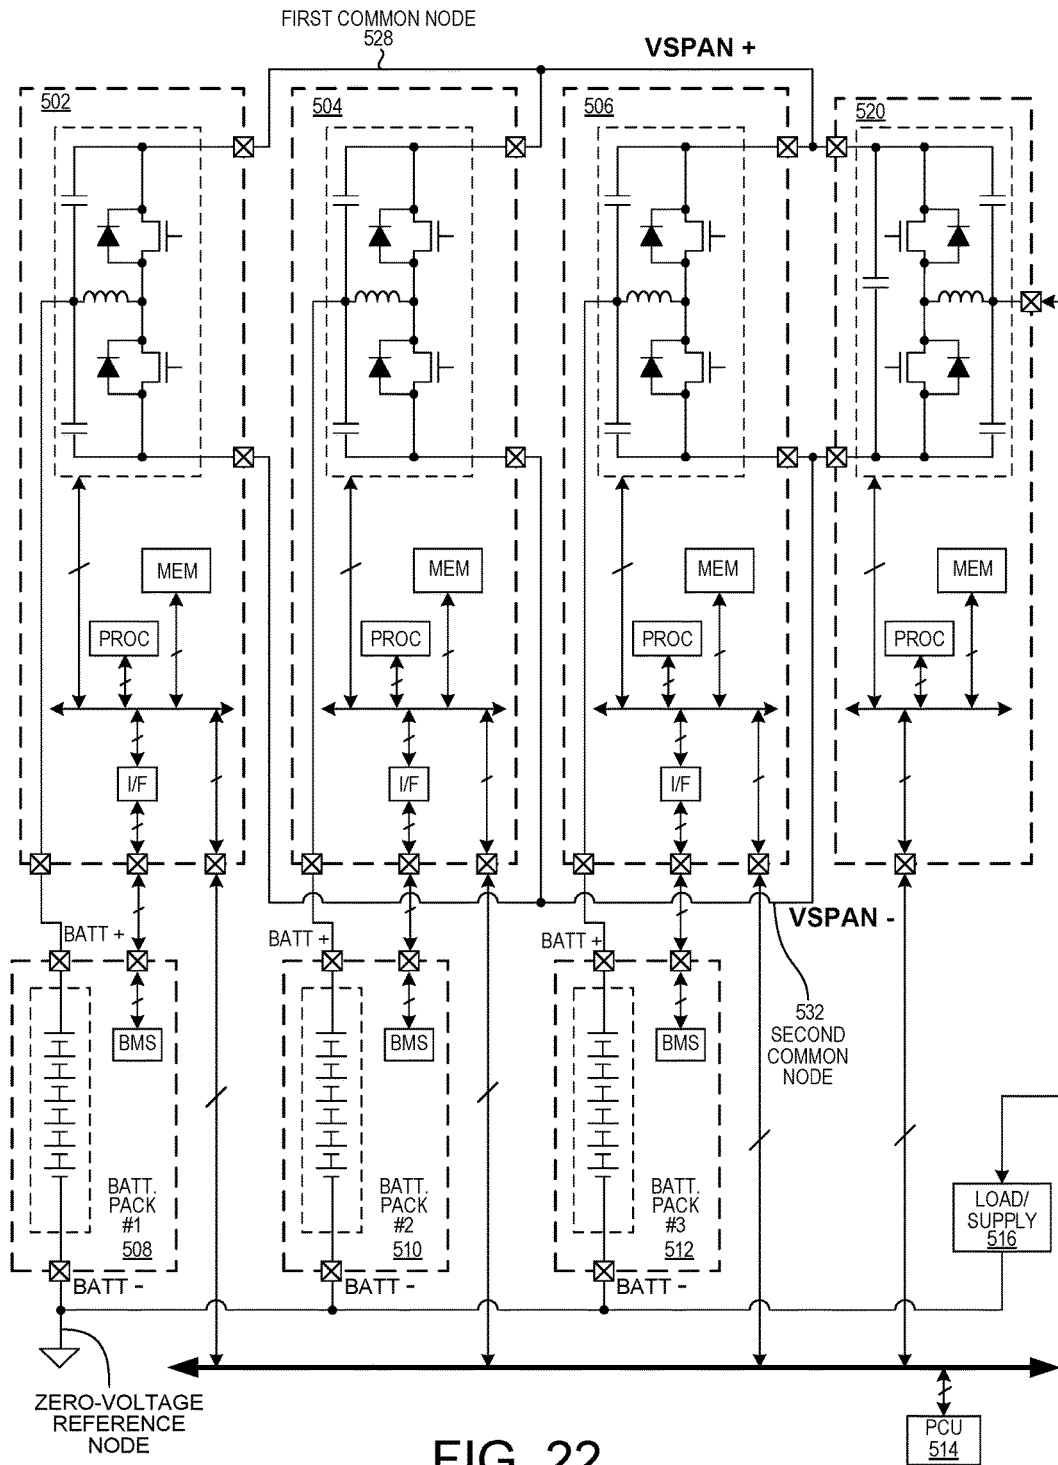 FIRST COMMON NODE
528
VSPAN +
502
504
506
520
MEM
MEM
MEM
MEM
PROC
PROC
PROC
PROC
I/F
I/F
I/F
VSPAN -
BATT +
BATT +
BATT +
532
SECOND
COMMON
NODE
BMS
BMS
BMS
BATT.
PACK
#1
508
BATT.
PACK
#2
510
BATT.
PACK
#3
512
LOAD/
SUPPLY
516
BATT -
BATT -
BATT -
ZERO-VOLTAGE
REFERENCE
NODE
PCU
514
FIG. 22